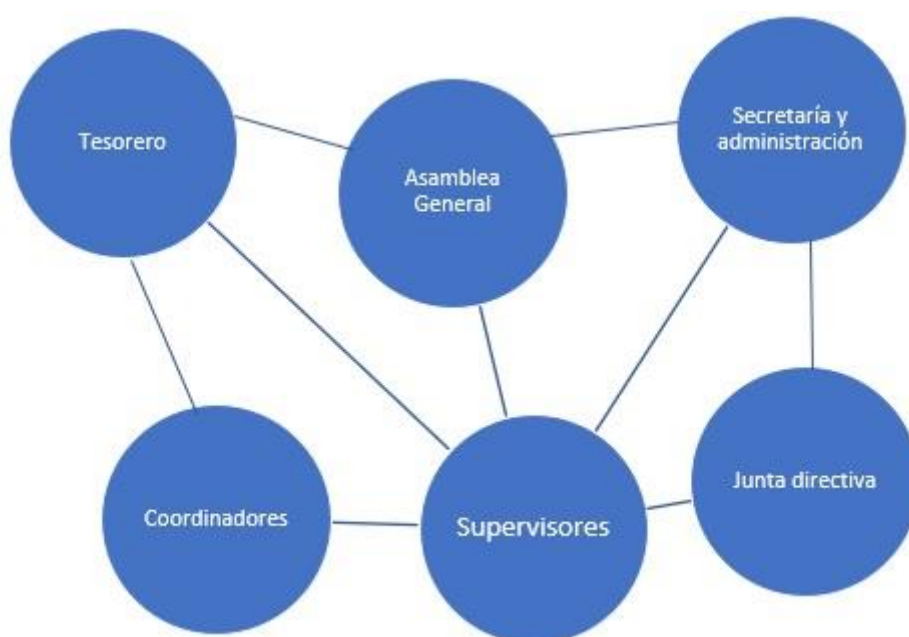 Tesorero
Asamblea
General
Secretaría y
administración
Coordinadores
Supervisores
Junta directiva